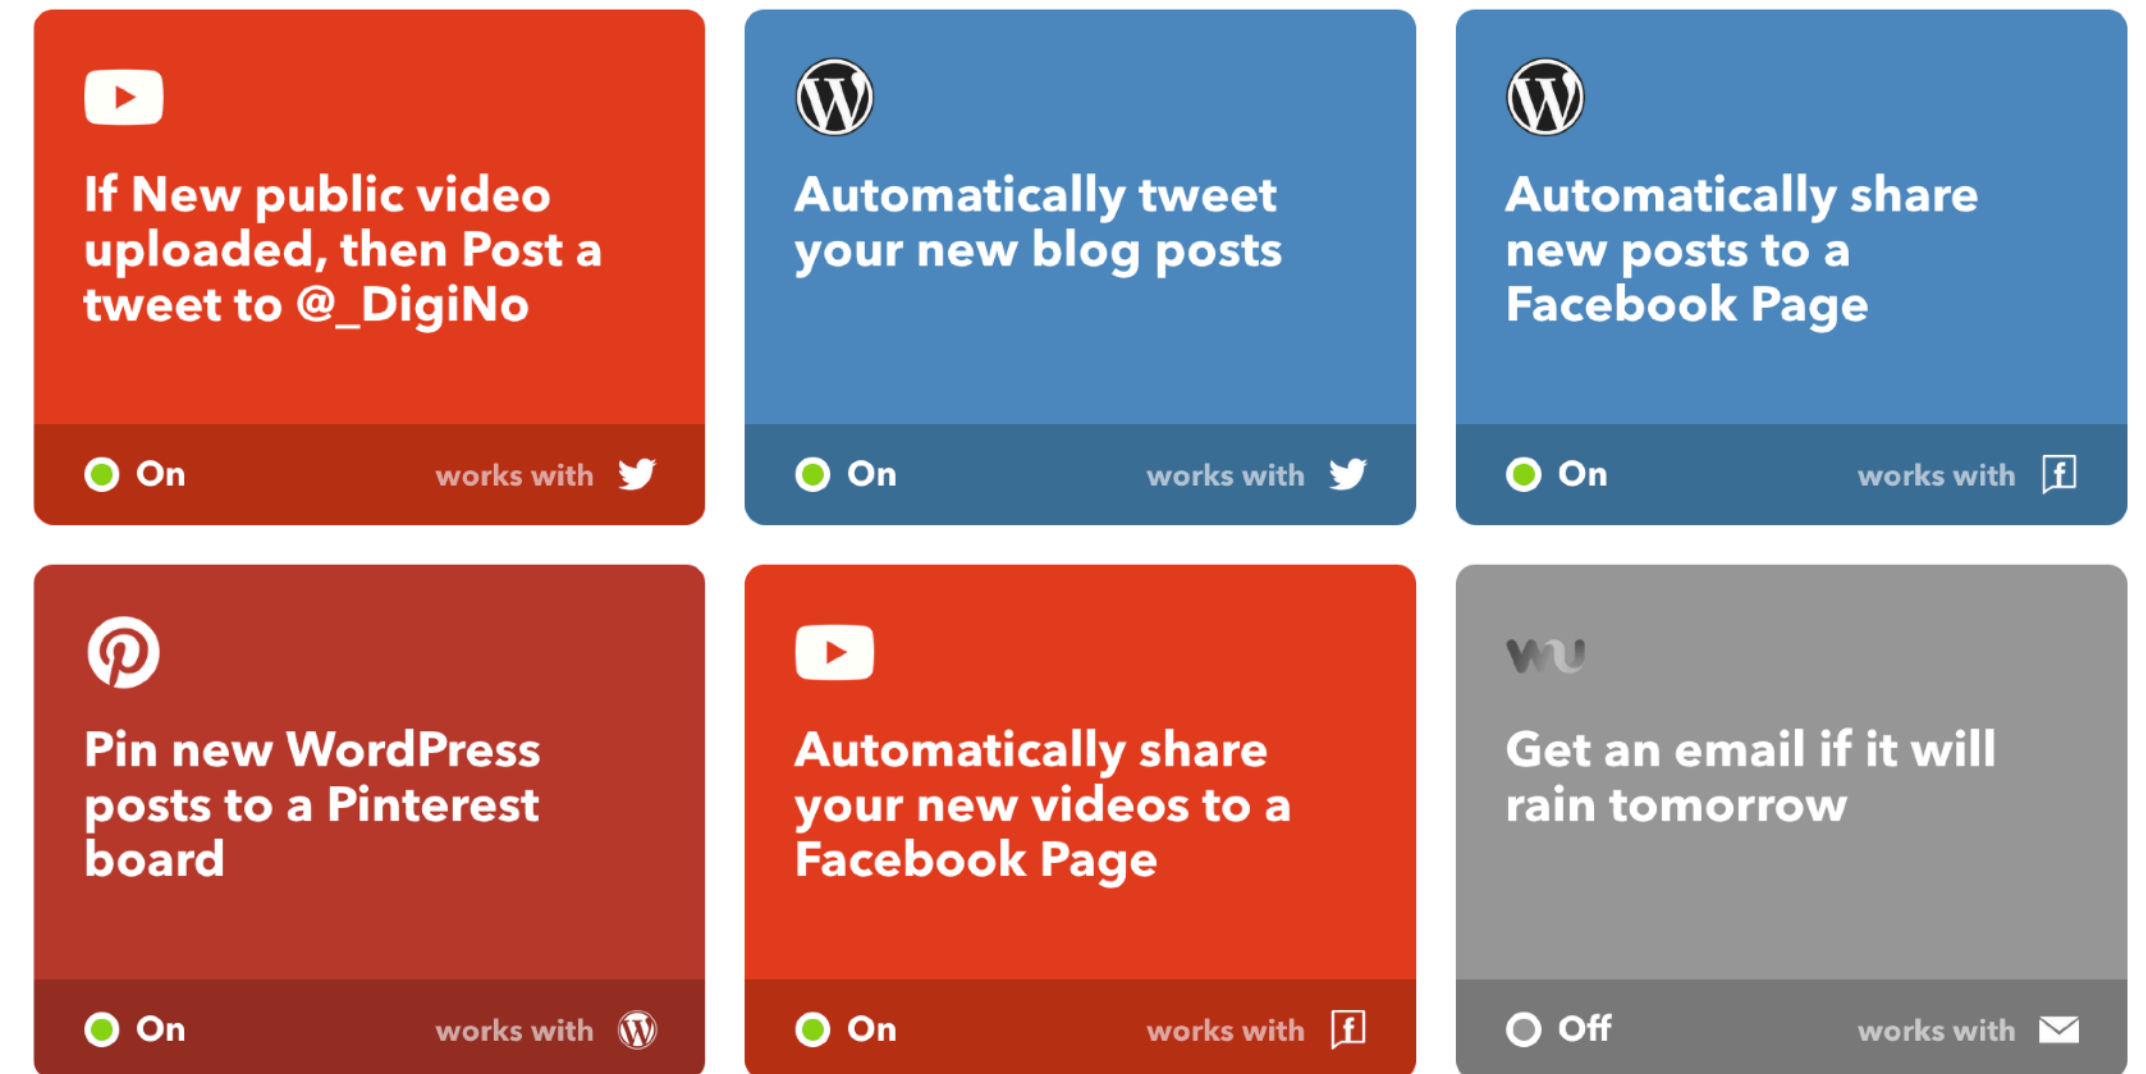 If New public video
uploaded, then Post a
tweet to @_DigiNo
On
works with
Automatically tweet
your new blog posts
On
works with
Automatically share
new posts to a
Facebook Page
On
works with
Pin new WordPress
posts to a Pinterest
board
On
works with
Automatically share
your new videos to a
Facebook Page
On
works with
wu
Get an email if it will
rain tomorrow
Off
works with